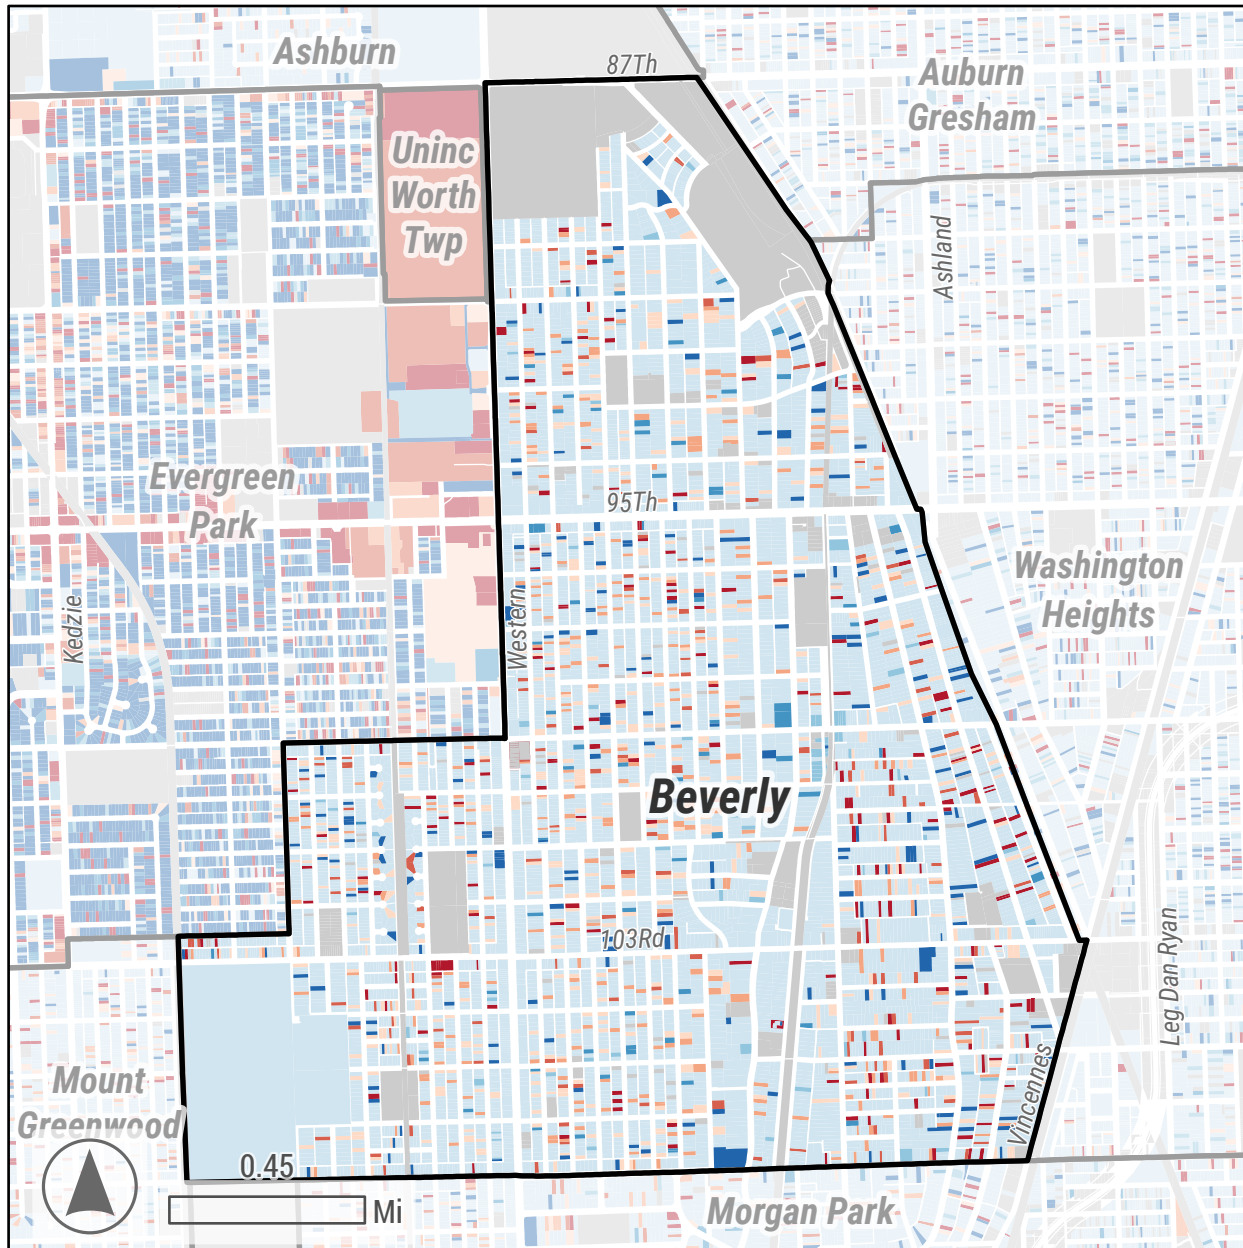 Ashburn
87Th
Auburn
Gresham
Uninc
Worth
Twp
Ashland
Evergreen
Park
95Th
Washington
Heights
Kedzie
Western
Beverly
103Rd
Leg Dan Ryan
Mount
Greenwood
Vincennes
0.45
Mi
Morgan Park